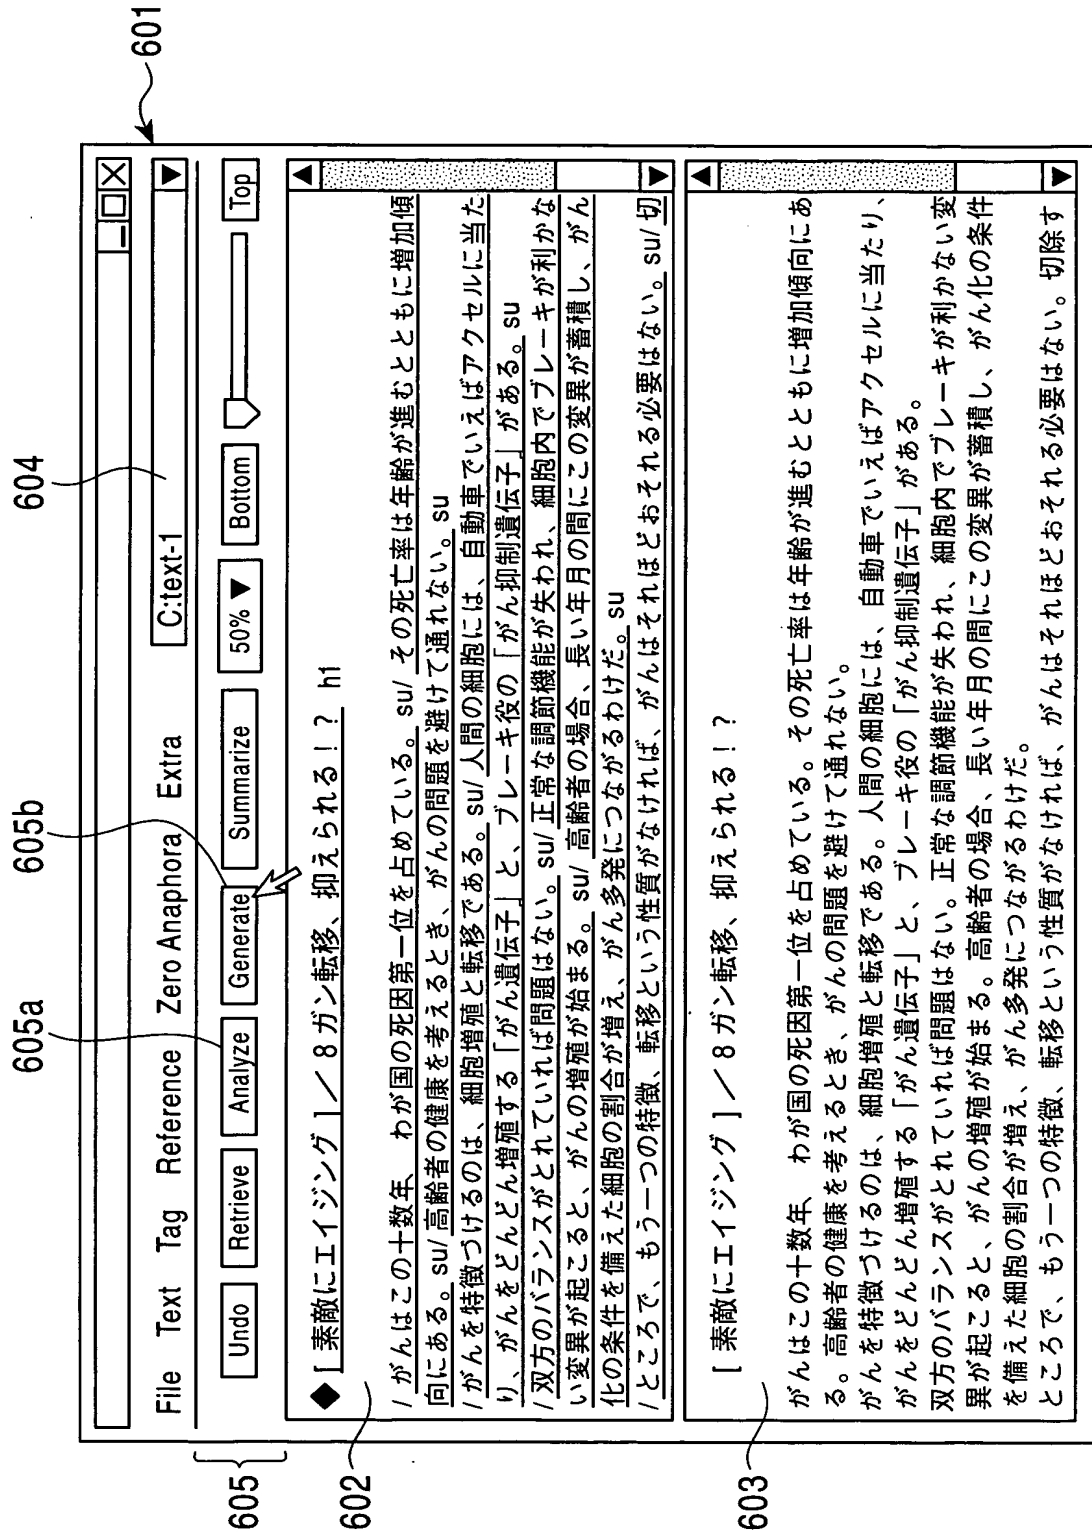 601
604
605b
605a
605
602
603
File Text Tag Reference Zero Anaphora Extra
C:text-1 ▼
Undo Retrieve Analyze Generate Summarize 50% ▼ Bottom Top
◆[ 素敵にエイジング ]／8ガン転移、抑えられる！？ h1
/ がんはこの十数年、 わが国の死因第一位を占めている。 su/ その死亡率は年齢が進むとともに増加傾
向にある。su/ 高齢者の健康を考えるとき、がんの問題を避けて通れない。su
/ がんを特徴づけるのは、細胞増殖と転移である。su/ 人間の細胞には、自動車でいえばアクセルに当た
り、がんをどんどん増殖する「がん遺伝子」と、ブレーキ役の「がん抑制遺伝子」がある。su
/ 双方のバランスがとれていれば問題はない。su/ 正常な調節機能が失われ、細胞内でブレーキが利かな
い変異が起こると、がんの増殖が始まる。su/ 高齢者の場合、長い年月の間にこの変異が蓄積し、がん
化の条件を備えた細胞の割合が増え、がん多発につながるわけだ。su
/ ところで、もう一つの特徴、転移という性質がなければ、がんはそれほどおそれる必要はない。su/ 切
[ 素敵にエイジング ]／8ガン転移、抑えられる！？
がんはこの十数年、 わが国の死因第一位を占めている。その死亡率は年齢が進むとともに増加傾向にあ
る。高齢者の健康を考えるとき、がんの問題を避けて通れない。
がんを特徴づけるのは、細胞増殖と転移である。人間の細胞には、自動車でいえばアクセルに当たり、
がんをどんどん増殖する「がん遺伝子」と、ブレーキ役の「がん抑制遺伝子」がある。
双方のバランスがとれていれば問題はない。正常な調節機能が失われ、細胞内でブレーキが利かない変
異が起こると、がんの増殖が始まる。高齢者の場合、長い年月の間にこの変異が蓄積し、がん化の条件
を備えた細胞の割合が増え、がん多発につながるわけだ。
ところで、もう一つの特徴、転移という性質がなければ、がんはそれほどおそれる必要はない。切除す